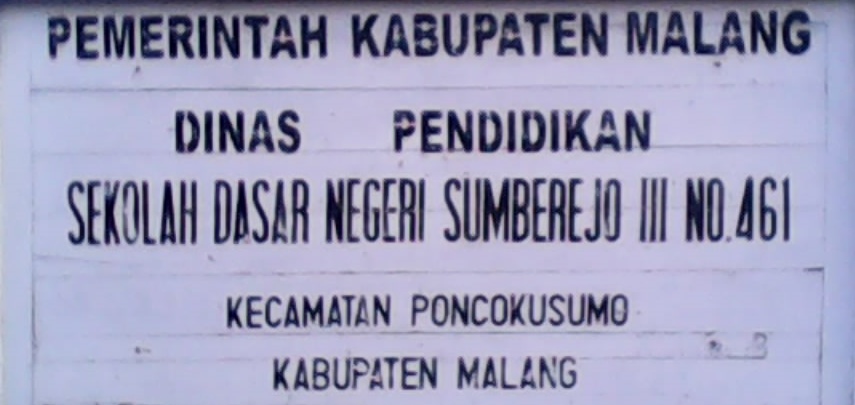 PEMERINTAH KABUPATEN MALANG
DINAS PENDIDIKAN
SEKOLAH DASAR NEGERI SUMBEREJO III NO.461
KECAMATAN PONCOKUSUMO
KABUPATEN MALANG